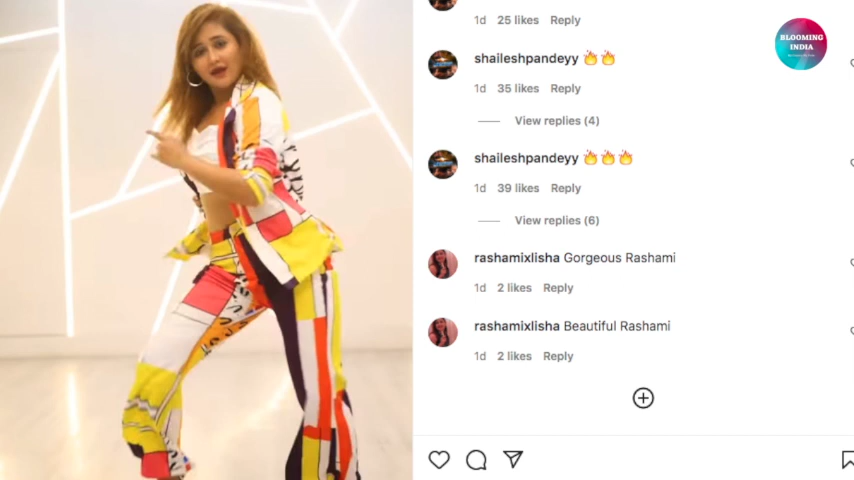 1d 25 likes Reply
shaileshpandeyy 🔥🔥
1d 35 likes Reply
View replies (4)
shaileshpandeyy 🔥🔥🔥
1d 39 likes Reply
View replies (6)
rashamixlisha Gorgeous Rashami
1d 2 likes Reply
rashamixlisha Beautiful Rashami
1d 2 likes Reply
BLOOMING
INDIA